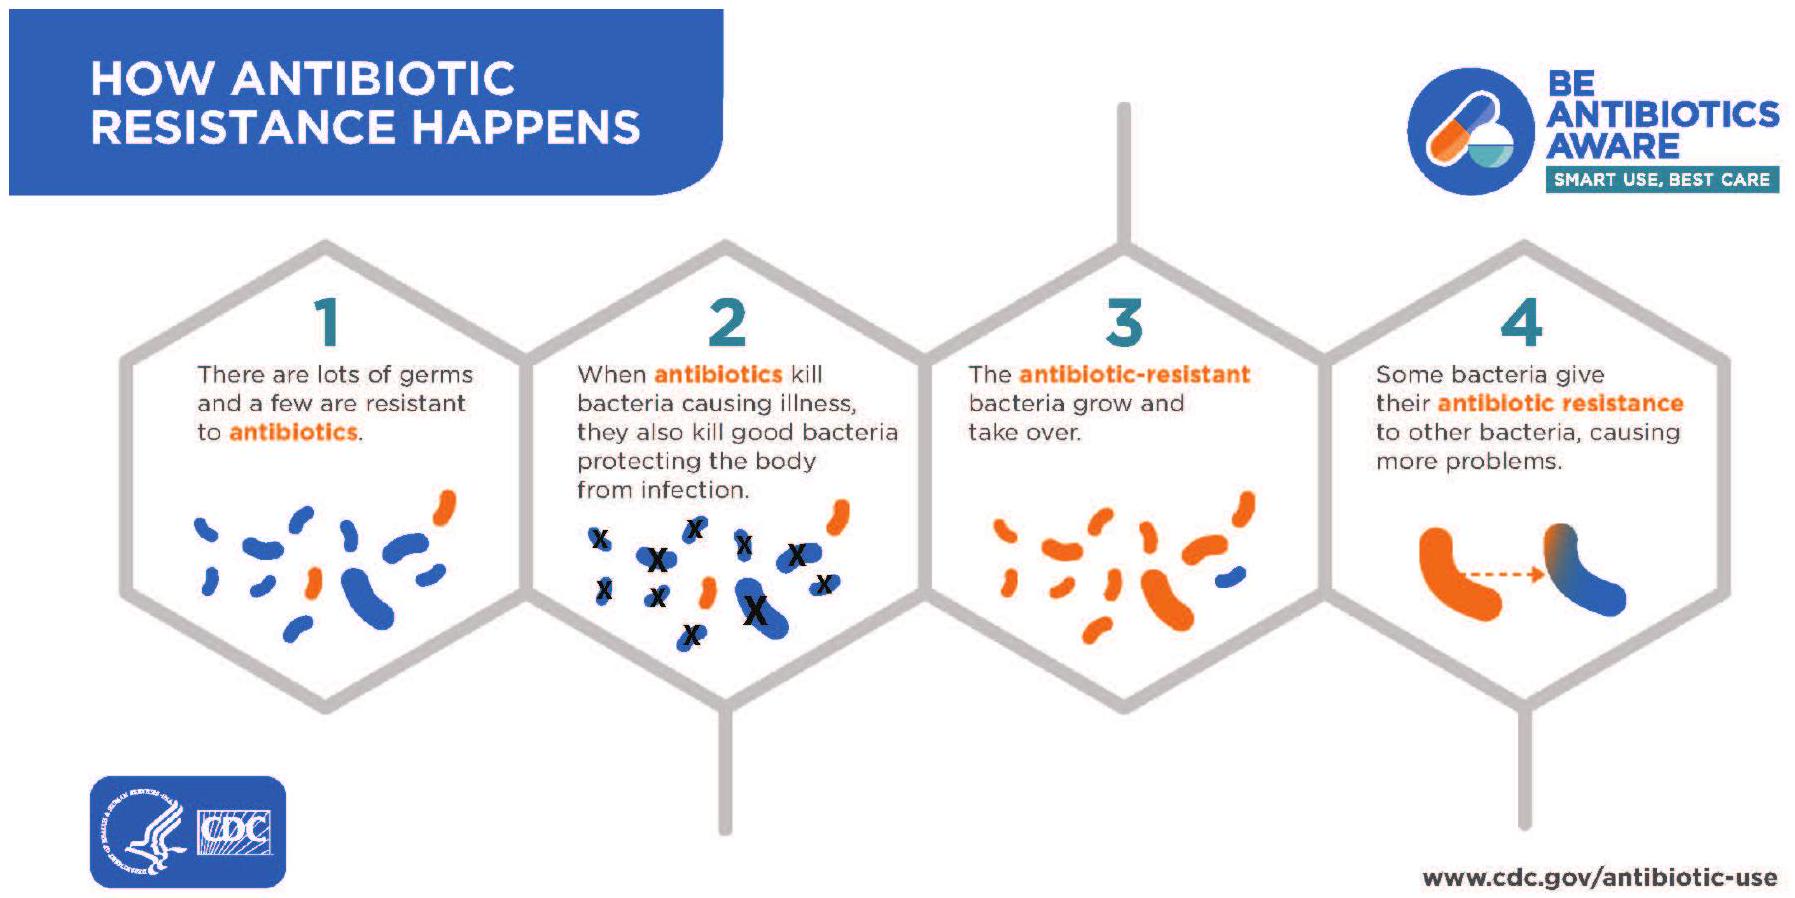 HOW ANTIBIOTIC
RESISTANCE HAPPENS
BE
ANTIBIOTICS
AWARE
SMART USE, BEST CARE
1
There are lots of germs
and a few are resistant
to antibiotics.
2
When antibiotics kill
bacteria causing illness,
they also kill good bacteria
protecting the body
from infection.
X
X
X
X
X
X
X
X
X
X
3
The antibiotic-resistant
bacteria grow and
take over.
4
Some bacteria give
their antibiotic resistance
to other bacteria, causing
more problems.
CDC
www.cdc.gov/antibiotic-use